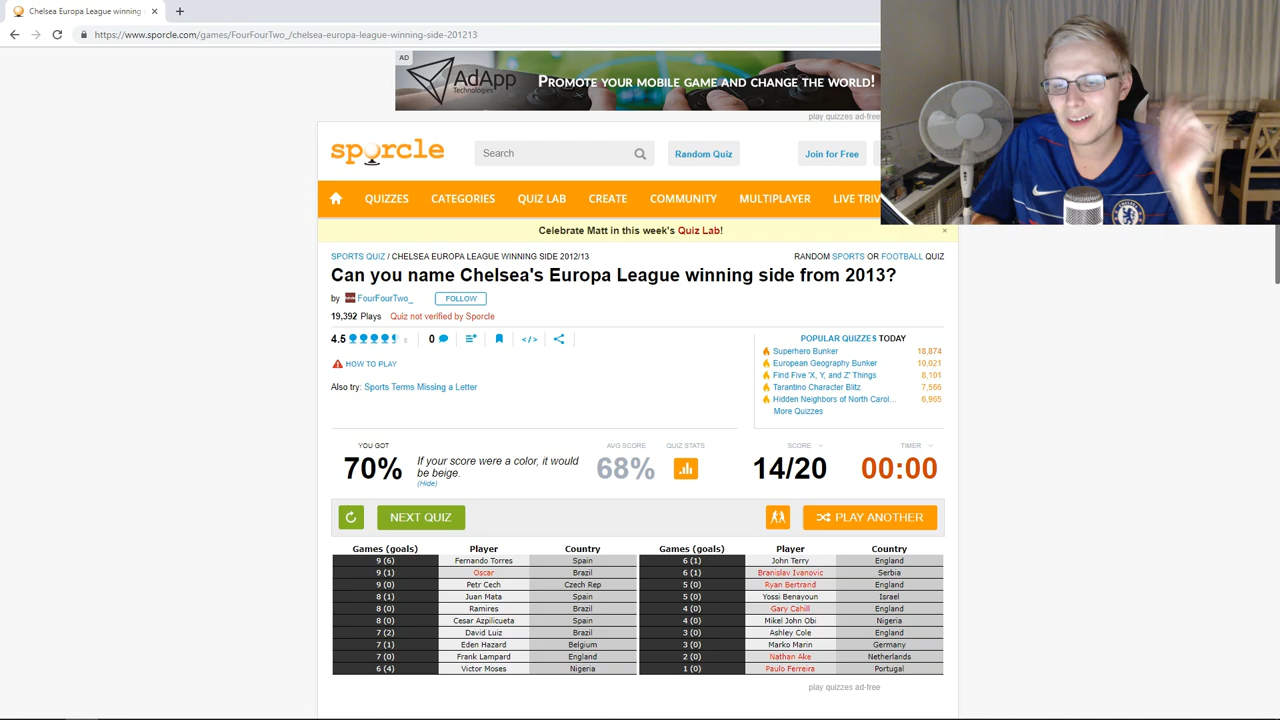 Chelsea Europa League winning
https://www.sporcle.com/games/FourFourTwo_/chelsea-europa-league-winning-side-201213
AD
AdApp
Technologies
PROMOTE YOUR MOBILE GAME AND CHANGE THE WORLD!
play quizzes ad-free
sporcle
Search
Random Quiz
Join for Free
QUIZZES CATEGORIES QUIZ LAB CREATE COMMUNITY MULTIPLAYER LIVE TRIV
Celebrate Matt in this week's Quiz Lab!
SPORTS QUIZ / CHELSEA EUROPA LEAGUE WINNING SIDE 2012/13
RANDOM SPORTS OR FOOTBALL QUIZ
Can you name Chelsea's Europa League winning side from 2013?
by FourFourTwo_ FOLLOW
19,392 Plays Quiz not verified by Sporcle
4.5 0
HOW TO PLAY
Also try: Sports Terms Missing a Letter
POPULAR QUIZZES TODAY
Superhero Bunker 18,874
European Geography Bunker 10,021
Find Five 'X, Y, and Z' Things 8,101
Tarantino Character Blitz 7,566
Hidden Neighbors of North Carol... 6,965
More Quizzes
YOU GOT
70%
If your score were a color, it would
be beige.
(Hide)
AVG SCORE
68%
QUIZ STATS
SCORE
14/20
TIMER
00:00
NEXT QUIZ
PLAY ANOTHER
Games (goals) Player Country Games (goals) Player Country
9 (6) Fernando Torres Spain 6 (1) John Terry England
9 (1) Oscar Brazil 6 (1) Branislav Ivanovic Serbia
9 (0) Petr Cech Czech Rep 5 (0) Ryan Bertrand England
8 (1) Juan Mata Spain 5 (0) Yossi Benayoun Israel
8 (0) Ramires Brazil 4 (0) Gary Cahill England
8 (0) Cesar Azpilicueta Spain 4 (0) Mikel John Obi Nigeria
7 (2) David Luiz Brazil 3 (0) Ashley Cole England
7 (1) Eden Hazard Belgium 3 (0) Marko Marin Germany
7 (0) Frank Lampard England 2 (0) Nathan Ake Netherlands
6 (4) Victor Moses Nigeria 1 (0) Paulo Ferreira Portugal
play quizzes ad-free